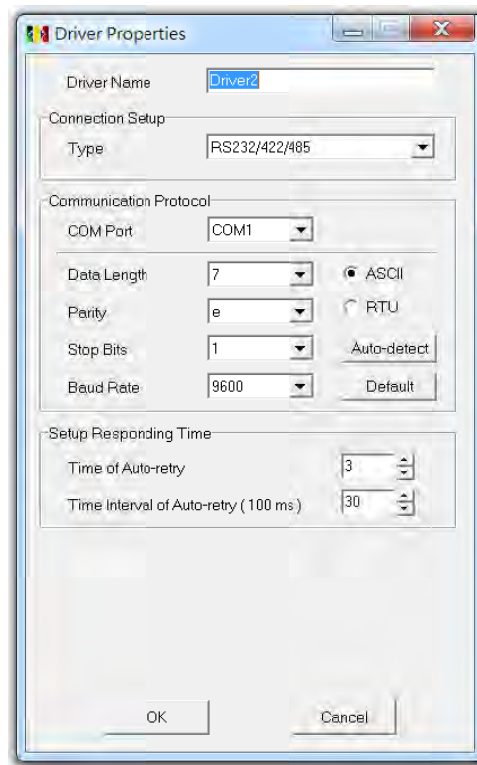 Driver Properties
Driver Name Driver2
Connection Setup
Type RS232/422/485
Communication Protocol
COM Port COM1
Data Length 7 ASCII
Parity e RTU
Stop Bits 1 Auto-detect
Baud Rate 9600 Default
Setup Responding Time
Time of Auto-retry 3
Time Interval of Auto-retry ( 100 ms ) 30
OK Cancel